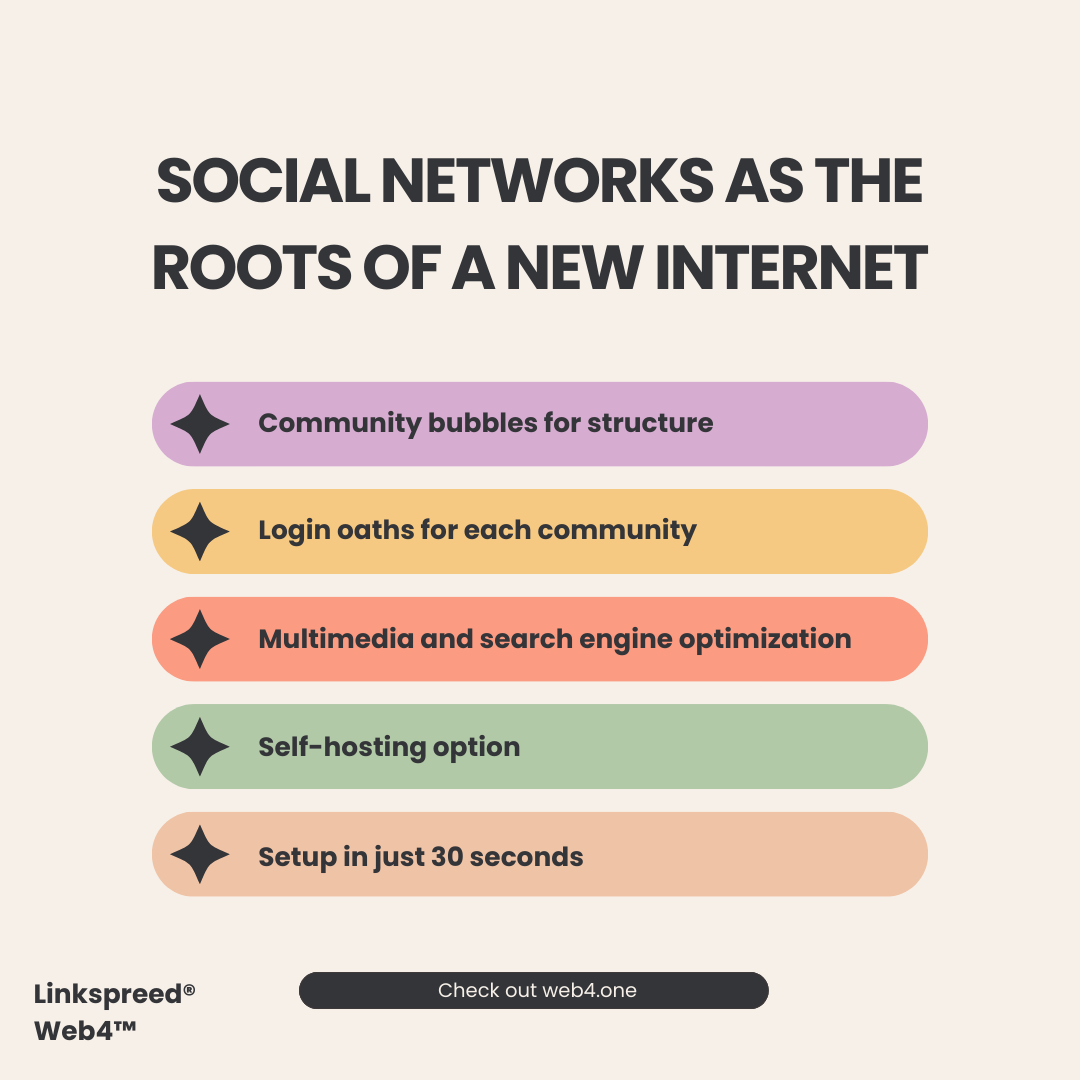 SOCIAL NETWORKS AS THE
ROOTS OF A NEW INTERNET
Community bubbles for structure
Login oaths for each community
Multimedia and search engine optimization
Self-hosting option
Setup in just 30 seconds
Linkspreed®
Web4™
Check out web4.one